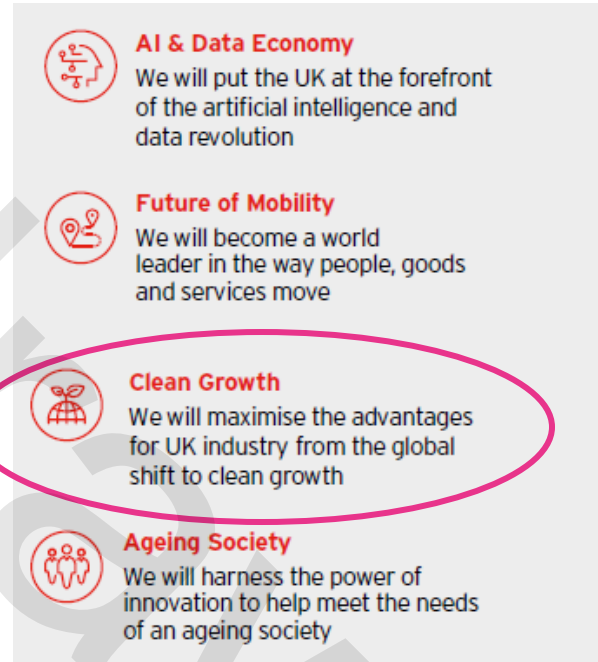 AI & Data Economy
We will put the UK at the forefront
of the artificial intelligence and
data revolution
Future of Mobility
We will become a world
leader in the way people, goods
and services move
Clean Growth
We will maximise the advantages
for UK industry from the global
shift to clean growth
Ageing Society
We will harness the power of
innovation to help meet the needs
of an ageing society